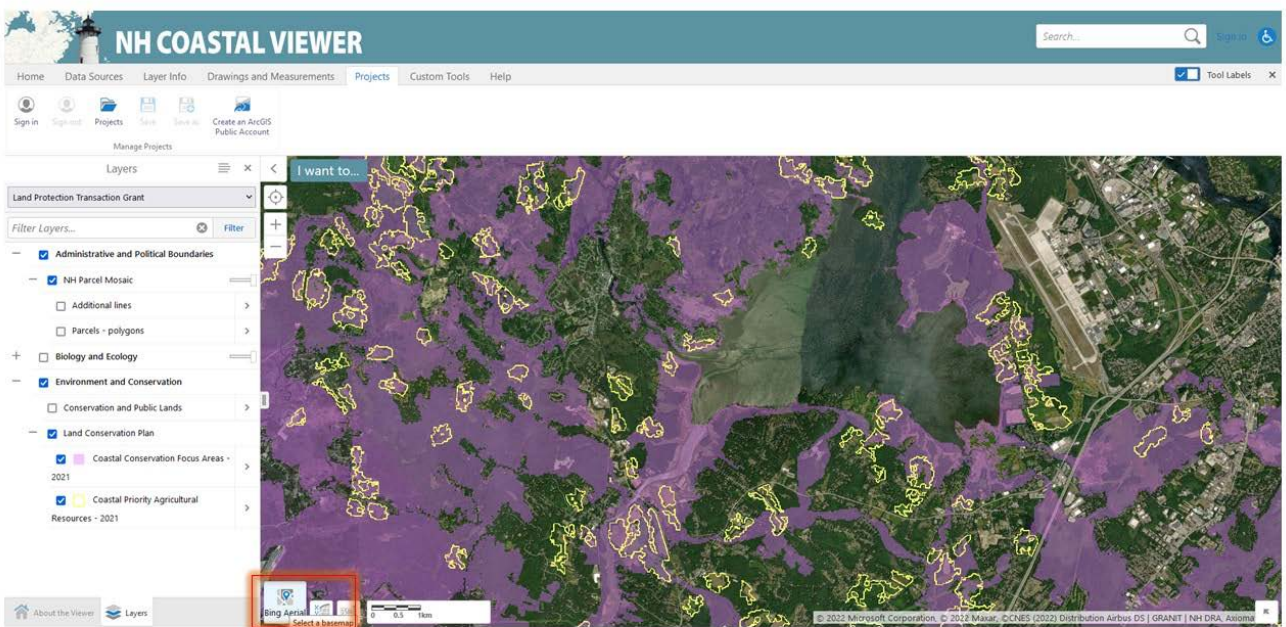 NH COASTAL VIEWER
Search...
Sign in
Home Data Sources Layer Info Drawings and Measurements Projects Custom Tools Help
Tool Labels
Sign in Sign out Projects Save Save as Create an ArcGIS
Public Account
Manage Projects
Layers
I want to...
Land Protection Transaction Grant
Filter Layers... Filter
Administrative and Political Boundaries
NH Parcel Mosaic
Additional lines
Parcels - polygons
Biology and Ecology
Environment and Conservation
Conservation and Public Lands
Land Conservation Plan
Coastal Conservation Focus Areas -
2021
Coastal Priority Agricultural
Resources - 2021
About the Viewer Layers
Bing Aerial
Select a basemap
0 0.5 1km
© 2022 Microsoft Corporation, © 2022 Maxar, ©CNES (2022) Distribution Airbus DS | GRANIT | NH DRA, Axioma